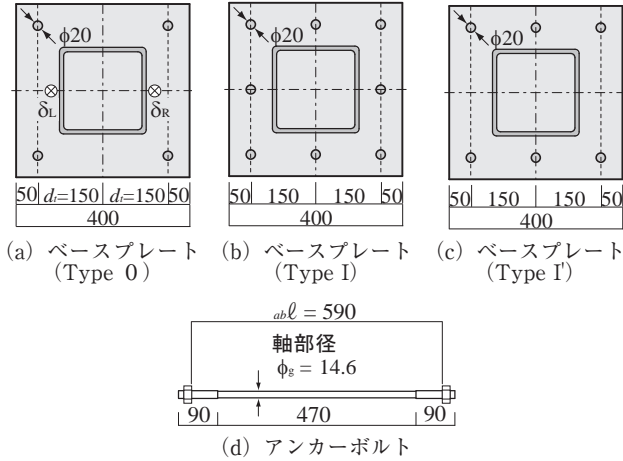 φ20
δL
δR
50 dt=150 dt=150 50
400
(a) ベースプレート
(Type 0)
φ20
50 150 150 50
400
(b) ベースプレート
(Type I)
φ20
50 150 150 50
400
(c) ベースプレート
(Type I')
abℓ = 590
軸部径
φg = 14.6
90 470 90
(d) アンカーボルト